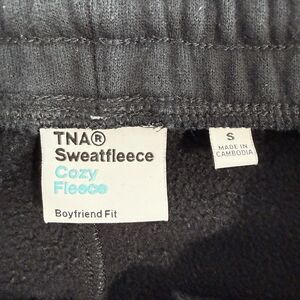 TNA®
Sweatfleece
Cozy
Fleece
Boyfriend Fit
S
MADE IN
CAMBODIA